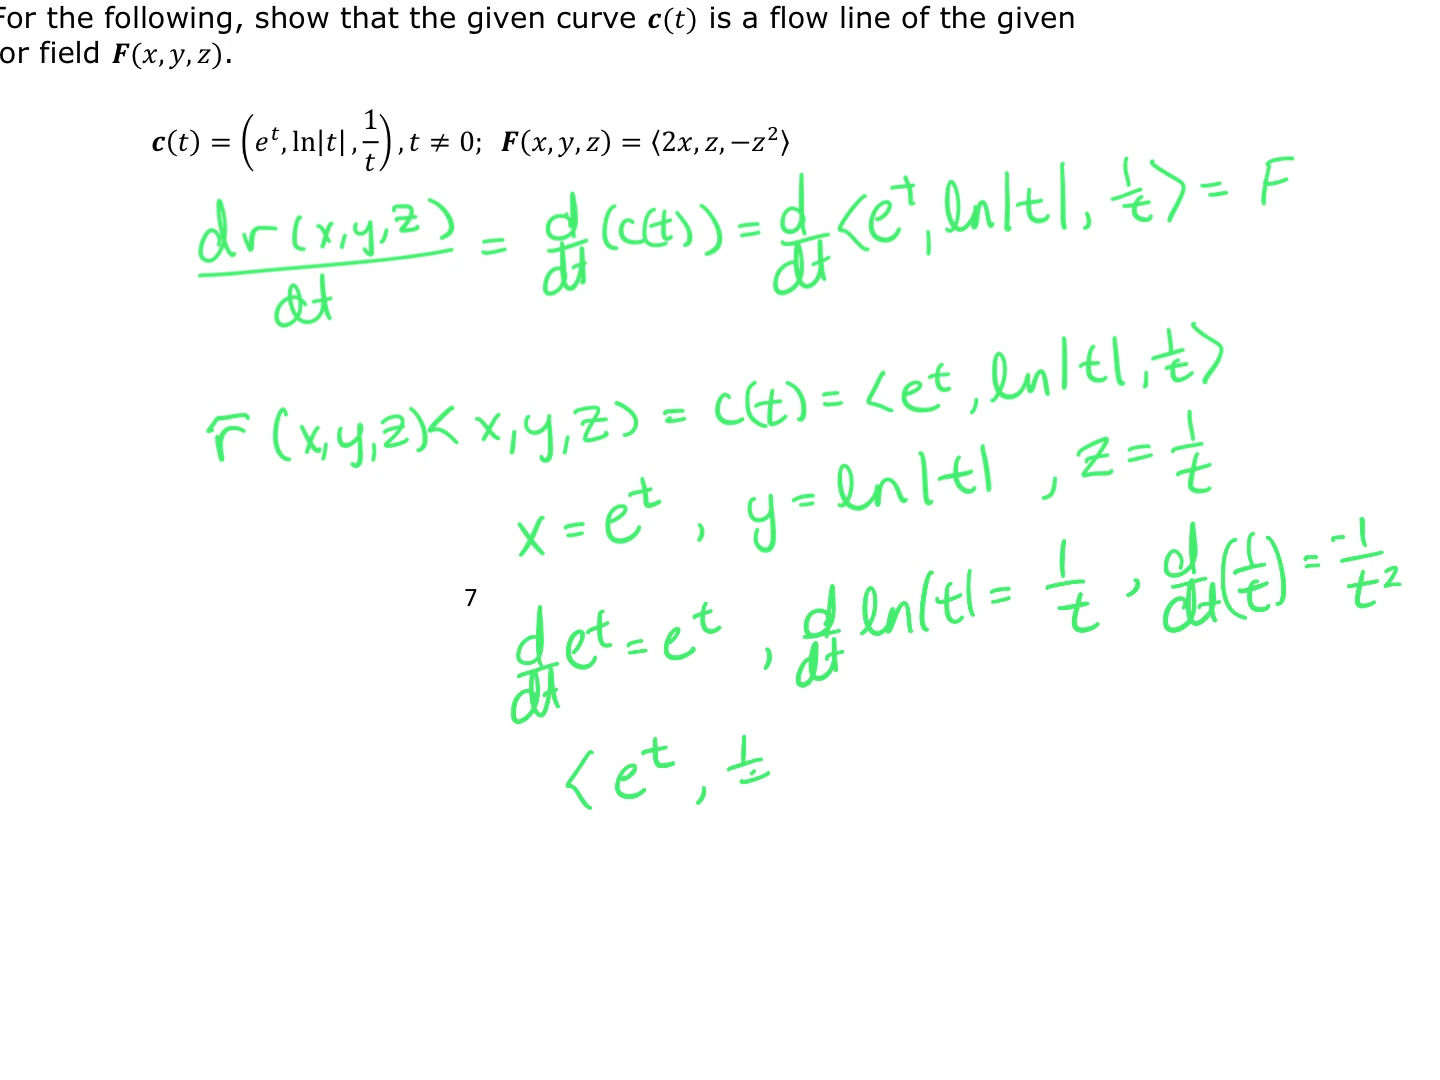 For the following, show that the given curve c(t) is a flow line of the given
or field F(x, y, z).
c(t) = (e^t, ln|t|, 1/t), t ≠ 0; F(x, y, z) = ⟨2x, z, −z²⟩
dr(x,y,z)/dt = d/dt (c(t)) = d/dt <e^t, ln|t|, 1/t> = F
r̄(x,y,z)< x,y,z) = c(t) = <e^t, ln|t|, 1/t>
x = e^t , y = ln|t| , z = 1/t
7
d/dt e^t = e^t , d/dt ln|t| = 1/t , d/dt (1/t) = -1/t²
<e^t, 1